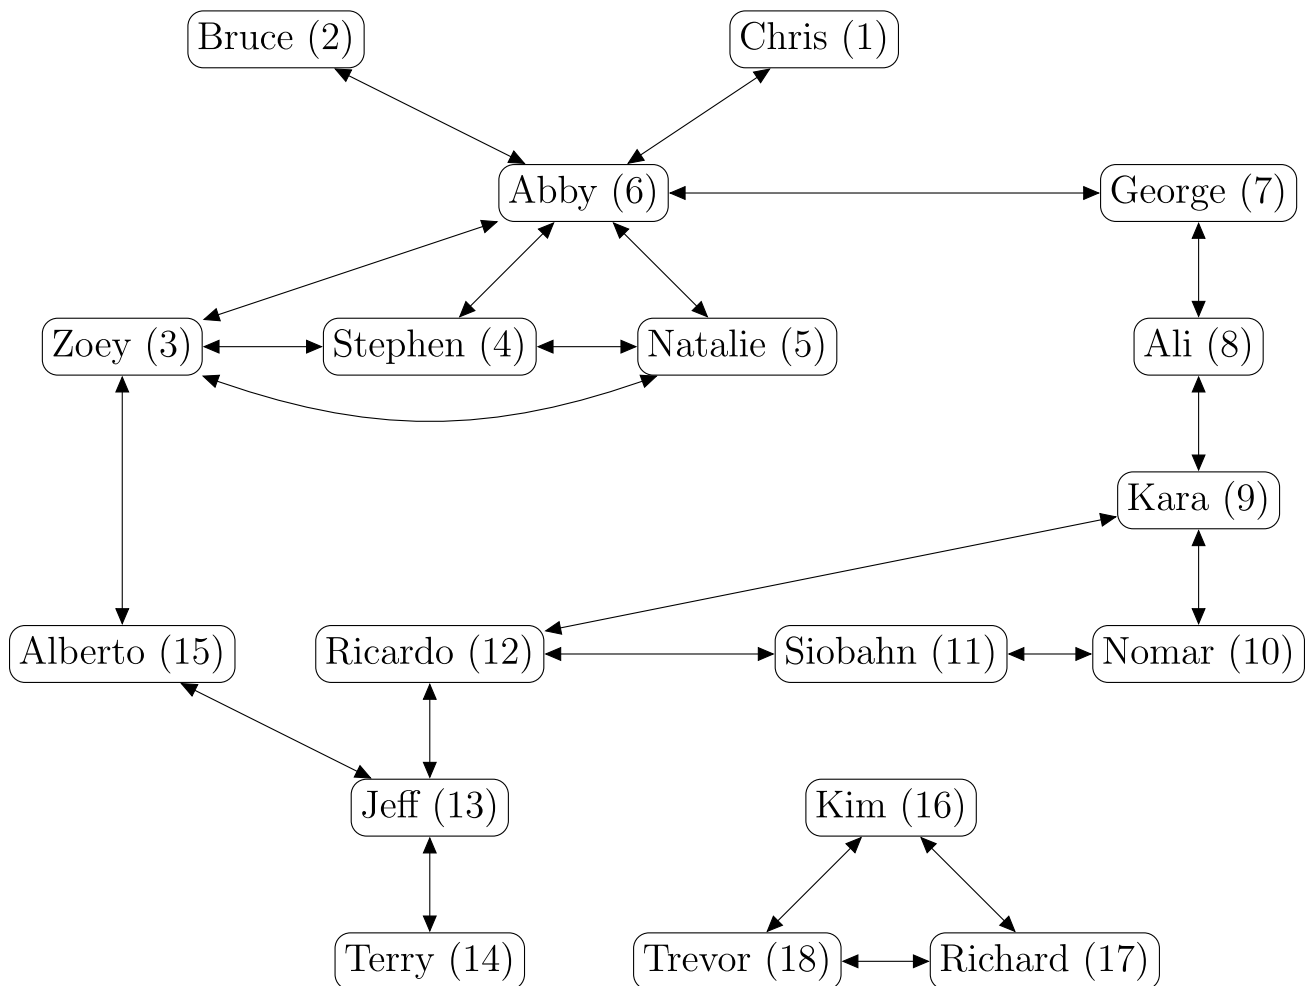 Bruce (2)
Chris (1)
Abby (6)
George (7)
Zoey (3)
Stephen (4)
Natalie (5)
Ali (8)
Kara (9)
Alberto (15)
Ricardo (12)
Siobahn (11)
Nomar (10)
Jeff (13)
Kim (16)
Terry (14)
Trevor (18)
Richard (17)